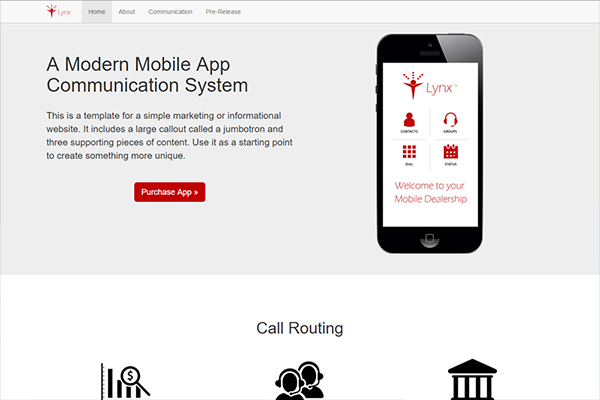 Lynx™
Home
About
Communication
Pre-Release
A Modern Mobile App
Communication System
This is a template for a simple marketing or informational
website. It includes a large callout called a jumbotron and
three supporting pieces of content. Use it as a starting point
to create something more unique.
Purchase App »
Lynx™
CONTACTS
GROUPS
DIAL
STATUS
Welcome to your
Mobile Dealership
Call Routing
$